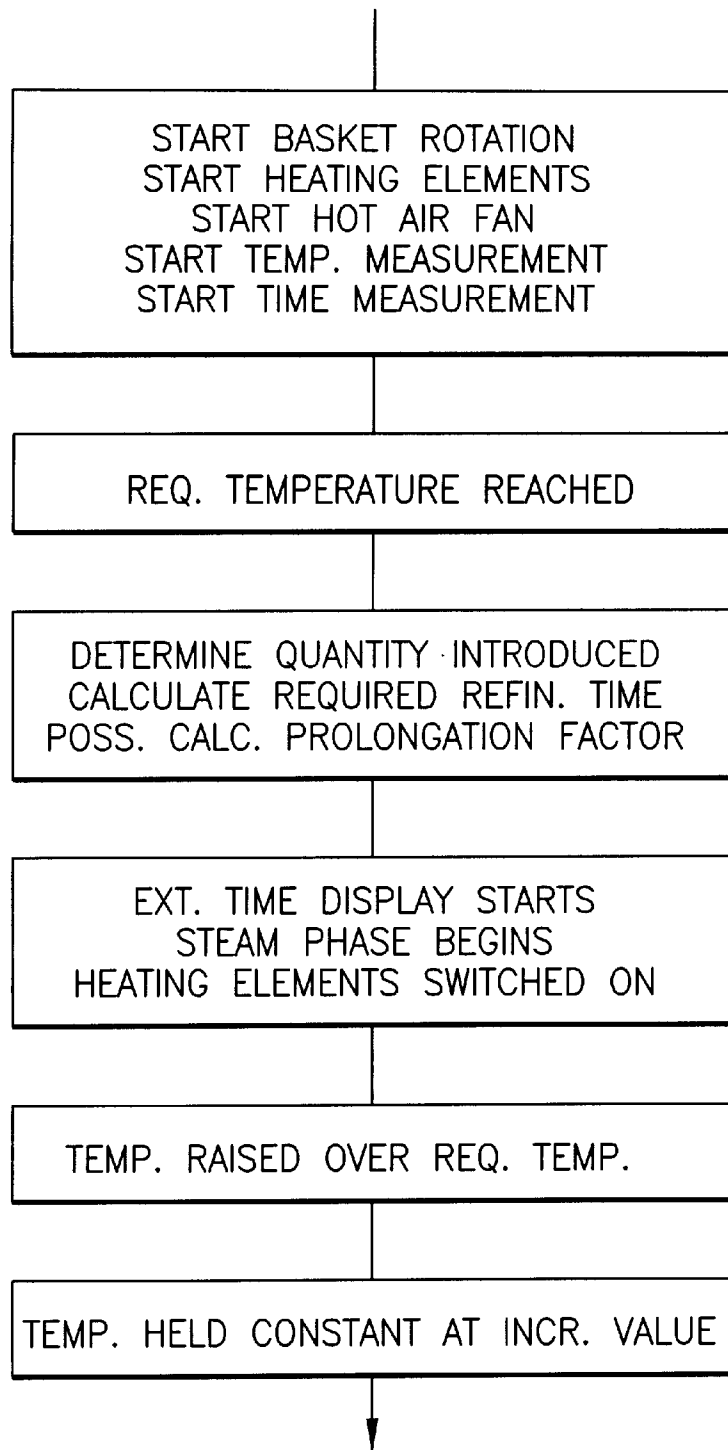 START BASKET ROTATION
START HEATING ELEMENTS
START HOT AIR FAN
START TEMP. MEASUREMENT
START TIME MEASUREMENT
REQ. TEMPERATURE REACHED
DETERMINE QUANTITY INTRODUCED
CALCULATE REQUIRED REFIN. TIME
POSS. CALC. PROLONGATION FACTOR
EXT. TIME DISPLAY STARTS
STEAM PHASE BEGINS
HEATING ELEMENTS SWITCHED ON
TEMP. RAISED OVER REQ. TEMP.
TEMP. HELD CONSTANT AT INCR. VALUE